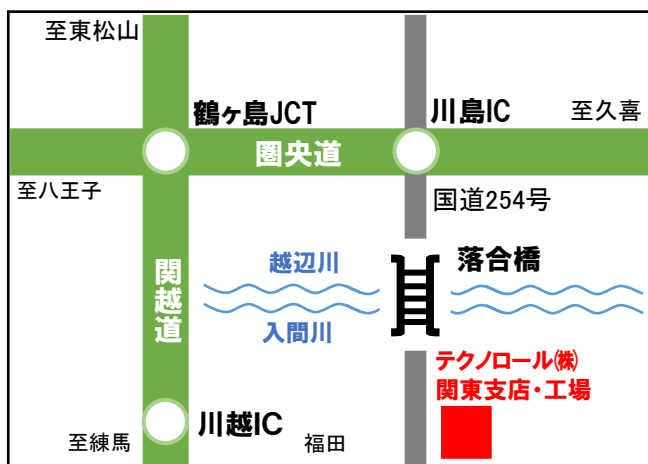 至東松山
鶴ヶ島JCT
川島IC
至久喜
圏央道
至八王子
国道254号
関越道
越辺川
落合橋
入間川
テクノロール㈱
関東支店・工場
川越IC
至練馬
福田